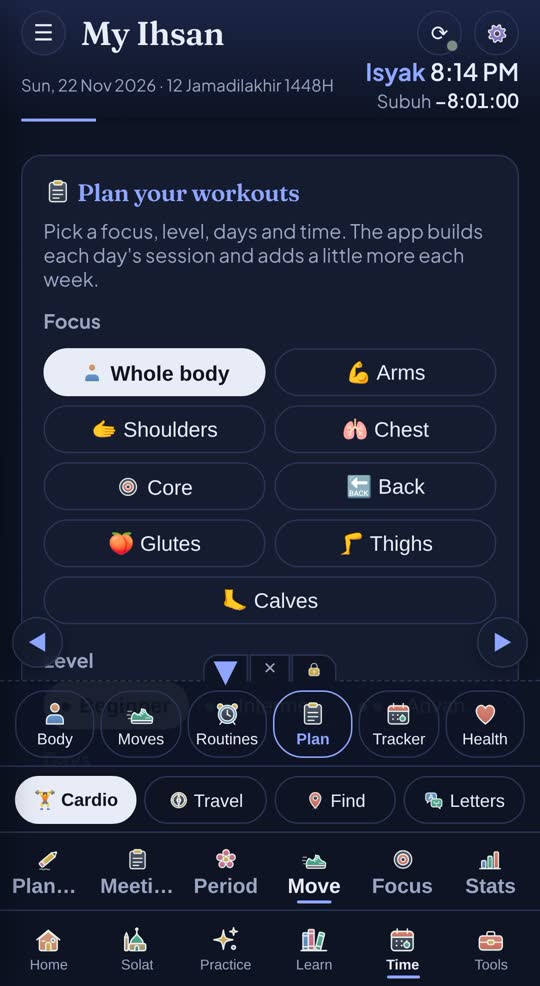 My Ihsan
Sun, 22 Nov 2026 · 12 Jamadilakhir 1448H
Isyak 8:14 PM
Subuh −8:01:00
Plan your workouts
Pick a focus, level, days and time. The app builds
each day's session and adds a little more each
week.
Focus
Whole body
Arms
Shoulders
Chest
Core
BACK Back
Glutes
Thighs
Calves
Level
Beginner
Body
Moves
Routines
Plan
Tracker
Health
Cardio
Travel
Find
Letters
Plan...
Meeti...
Period
Move
Focus
Stats
Home
Solat
Practice
Learn
Time
Tools